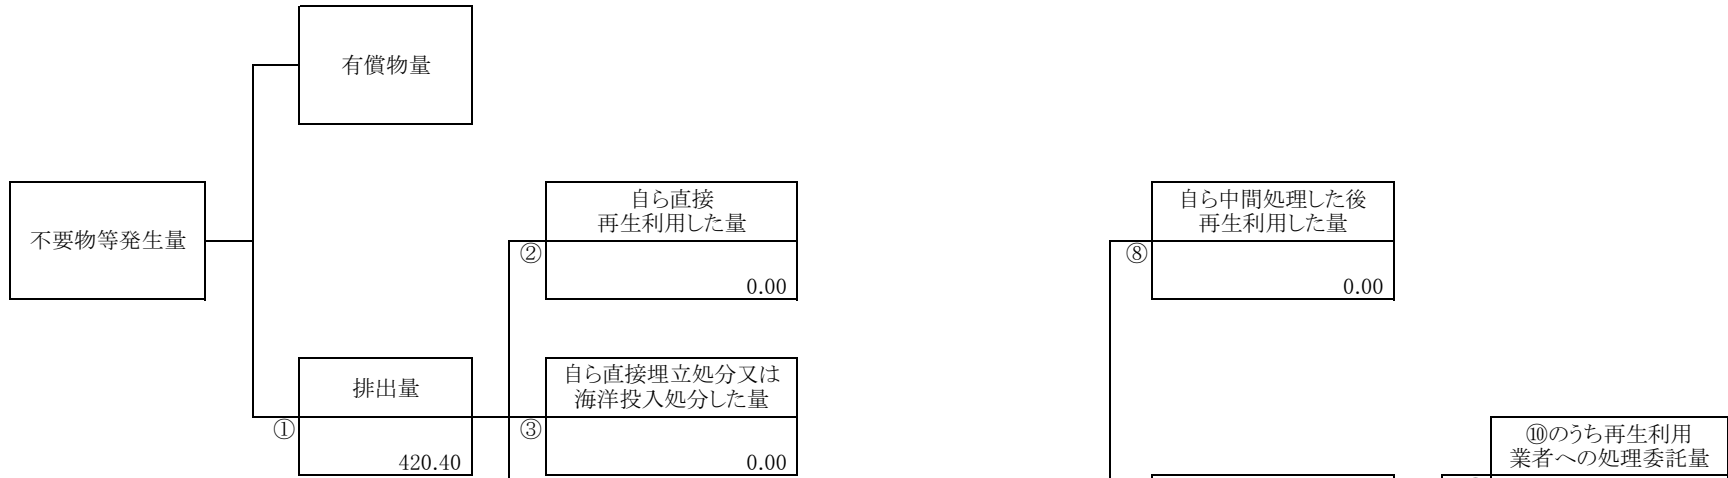 有償物量
不要物等発生量
自ら直接
再生利用した量
②
0.00
自ら中間処理した後
再生利用した量
⑧
0.00
排出量
①
420.40
自ら直接埋立処分又は
海洋投入処分した量
③
0.00
⑩のうち再生利用
業者への処理委託量